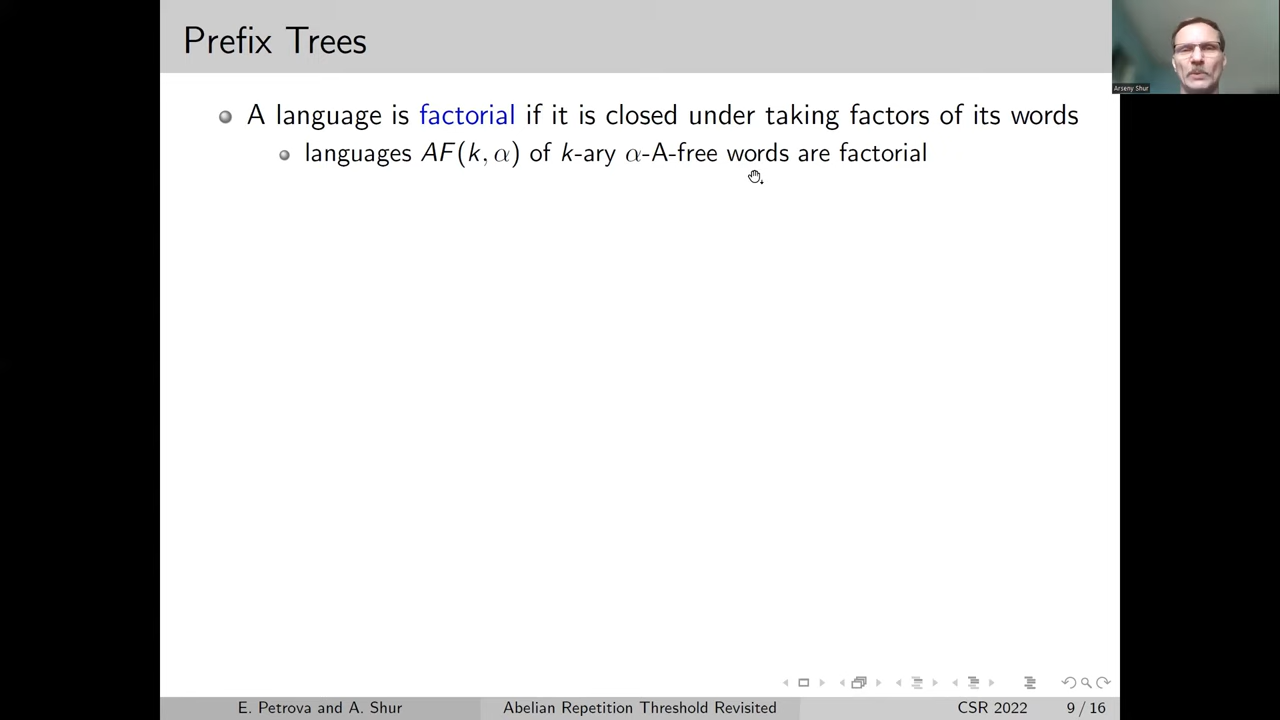 Prefix Trees
Arseny Shur
A language is factorial if it is closed under taking factors of its words
languages AF(k, α) of k-ary α-A-free words are factorial
E. Petrova and A. Shur
Abelian Repetition Threshold Revisited
CSR 2022
9 / 16